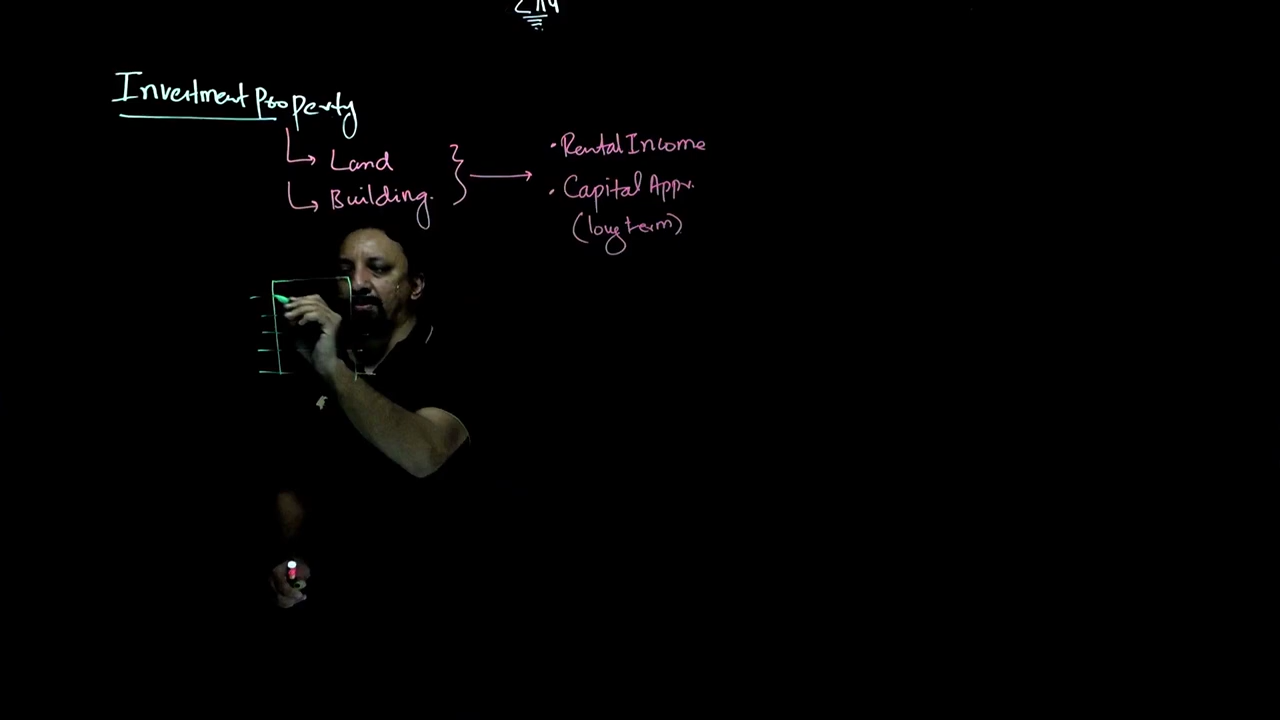 Investment property
Land
Building.
• Rental Income
• Capital Appr.
(long term)